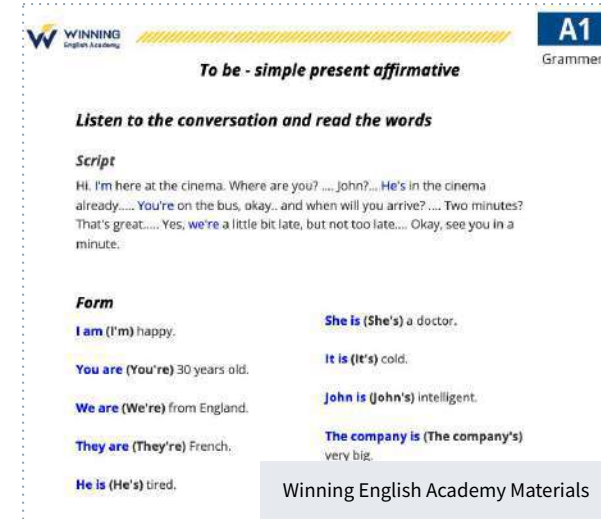 WINNING
English Academy
A1
Grammer
To be - simple present affirmative
Listen to the conversation and read the words
Script
Hi. I'm here at the cinema. Where are you? .... John?... He's in the cinema
already..... You're on the bus, okay.. and when will you arrive? .... Two minutes?
That's great..... Yes, we're a little bit late, but not too late.... Okay, see you in a
minute.
Form
I am (I'm) happy.
You are (You're) 30 years old.
We are (We're) from England.
They are (They're) French.
He is (He's) tired.
She is (She's) a doctor.
It is (It's) cold.
John is (John's) intelligent.
The company is (The company's)
very big.
Winning English Academy Materials